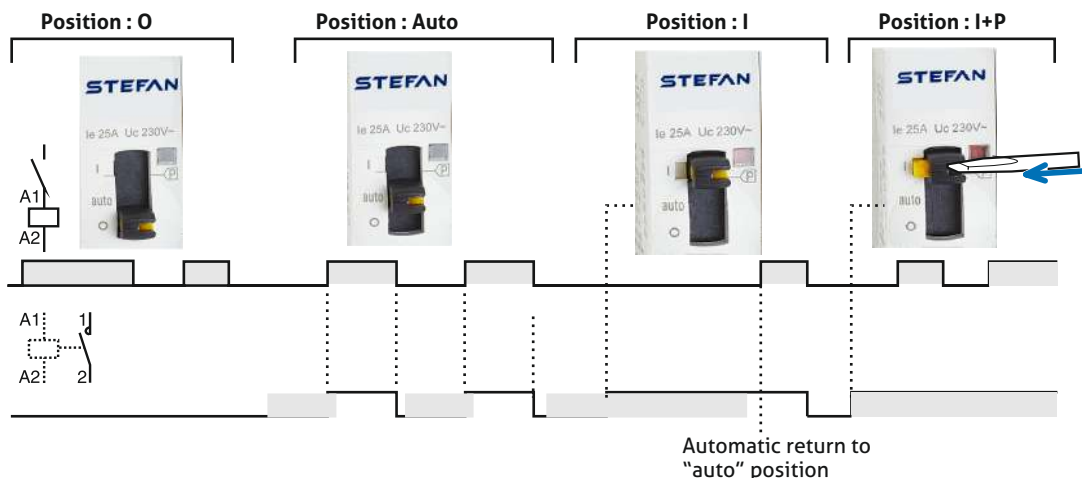 Position : O
Position : Auto
Position : I
Position : I+P
STEFAN
Ie 25A Uc 230V~
I
P
auto
O
STEFAN
Ie 25A Uc 230V~
I
P
auto
O
STEFAN
Ie 25A Uc 230V~
I
P
auto
O
STEFAN
Ie 25A Uc 230V~
I
P
auto
O
A1
A2
A1
1
A2
2
Automatic return to
“auto” position